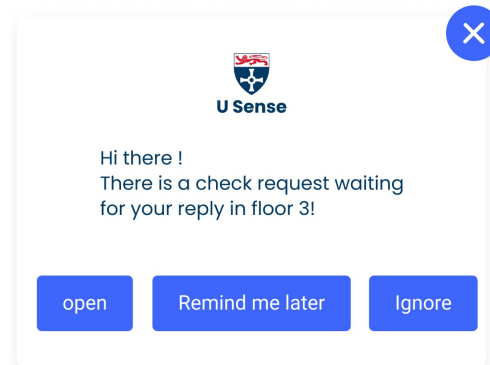 U Sense
Hi there !
There is a check request waiting
for your reply in floor 3!
open
Remind me later
Ignore